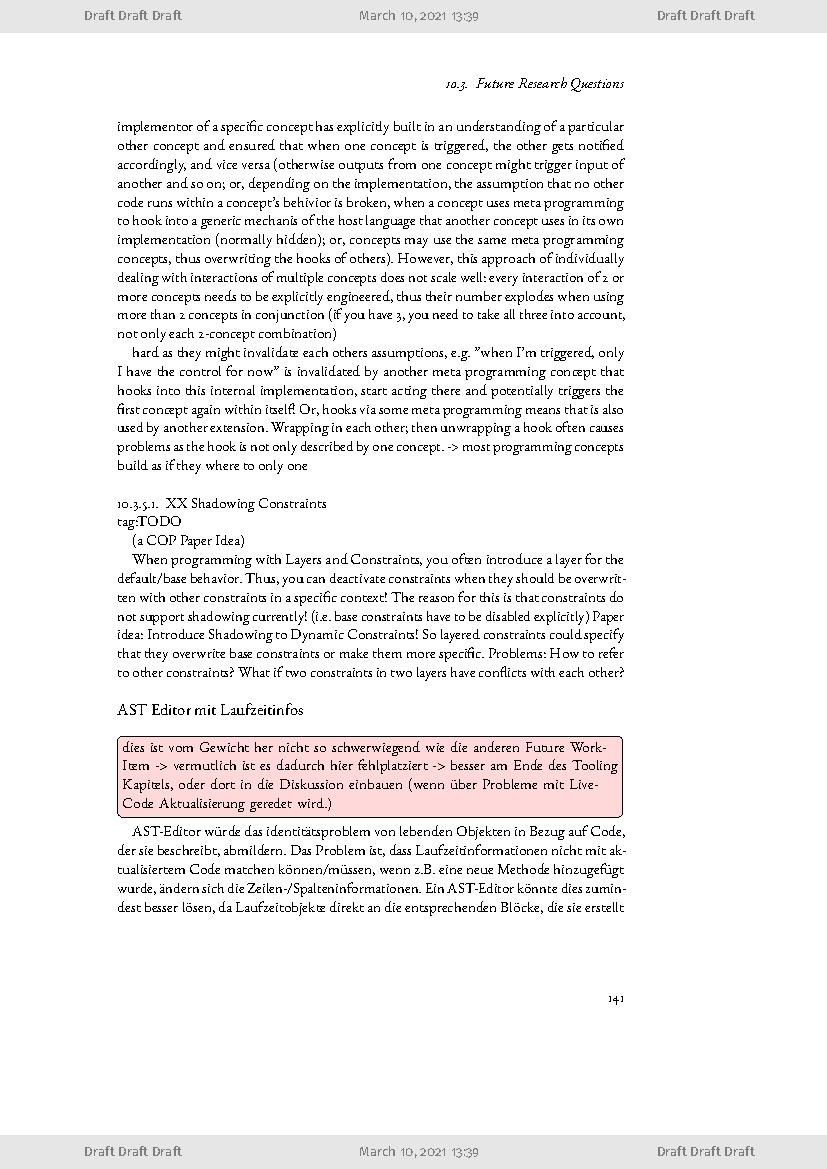 Draft Draft Draft March 10, 2021 13:39 Draft Draft Draft
10.3. Future Research Questions
implementor of a specific concept has explicitly built in an understanding of a particular
other concept and ensured that when one concept is triggered, the other gets notified
accordingly, and vice versa (otherwise outputs from one concept might trigger input of
another and so on; or, depending on the implementation, the assumption that no other
code runs within a concept's behivior is broken, when a concept uses meta programming
to hook into a generic mechanis of the host language that another concept uses in its own
implementation (normally hidden); or, concepts may use the same meta programming
concepts, thus overwriting the hooks of others). However, this approach of individually
dealing with interactions of multiple concepts does not scale well: every interaction of 2 or
more concepts needs to be explicitly engineered, thus their number explodes when using
more than 2 concepts in conjunction (if you have 3, you need to take all three into account,
not only each 2-concept combination)
hard as they might invalidate each others assumptions, e.g. "when I'm triggered, only
I have the control for now" is invalidated by another meta programming concept that
hooks into this internal implementation, start acting there and potentially triggers the
first concept again within itself! Or, hooks via some meta programming means that is also
used by another extension. Wrapping in each other; then unwrapping a hook often causes
problems as the hook is not only described by one concept. -> most programming concepts
build as if they where to only one
10.3.5.1. XX Shadowing Constraints
tag:TODO
(a COP Paper Idea)
When programming with Layers and Constraints, you often introduce a layer for the
default/base behavior. Thus, you can deactivate constraints when they should be overwrit-
ten with other constraints in a specific context! The reason for this is that constraints do
not support shadowing currently! (i.e. base constraints have to be disabled explicitly) Paper
idea: Introduce Shadowing to Dynamic Constraints! So layered constraints could specify
that they overwrite base constraints or make them more specific. Problems: How to refer
to other constraints? What if two constraints in two layers have conflicts with each other?
AST Editor mit Laufzeitinfos
dies ist vom Gewicht her nicht so schwerwiegend wie die anderen Future Work-
Item -> vermutlich ist es dadurch hier fehlplatziert -> besser am Ende des Tooling
Kapitels, oder dort in die Diskussion einbauen (wenn über Probleme mit Live-
Code Aktualisierung geredet wird.)
AST-Editor würde das identitätsproblem von lebenden Objekten in Bezug auf Code,
der sie beschreibt, abmildern. Das Problem ist, dass Laufzeitinformationen nicht mit ak-
tualisiertem Code matchen können/müssen, wenn z.B. eine neue Methode hinzugefügt
wurde, ändern sich die Zeilen-/Spalteninformationen. Ein AST-Editor könnte dies zumin-
dest besser lösen, da Laufzeitobjekte direkt an die entsprechenden Blöcke, die sie erstellt
141
Draft Draft Draft March 10, 2021 13:39 Draft Draft Draft